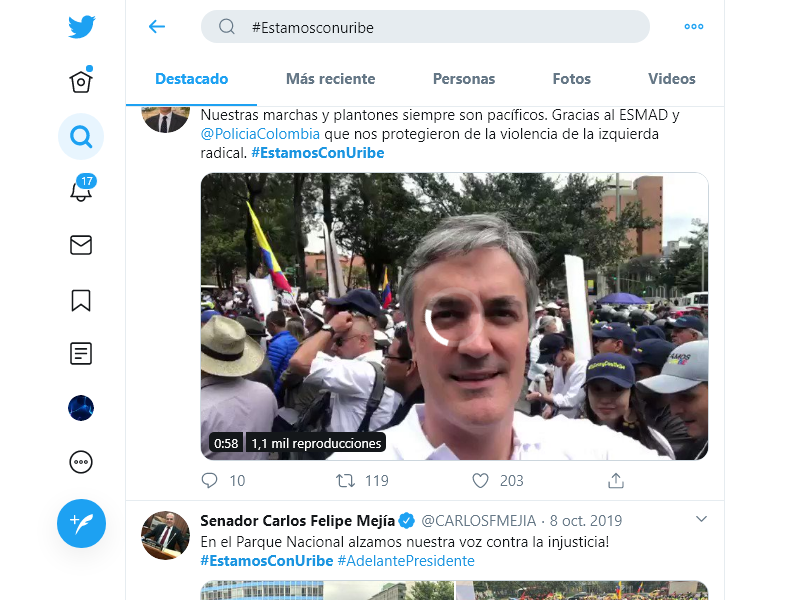 #Estamosconuribe
Destacado
Más reciente
Personas
Fotos
Videos
Nuestras marchas y plantones siempre son pacíficos. Gracias al ESMAD y
@PoliciaColombia que nos protegieron de la violencia de la izquierda
radical. #EstamosConUribe
17
0:58
1,1 mil reproducciones
10
119
203
Senador Carlos Felipe Mejía @CARLOSFMEJIA · 8 oct. 2019
En el Parque Nacional alzamos nuestra voz contra la injusticia!
#EstamosConUribe #AdelantePresidente